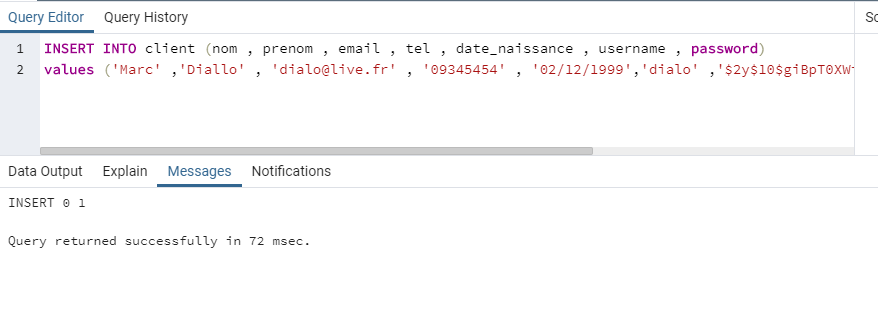 Query Editor Query History Sc
1 INSERT INTO client (nom , prenom , email , tel , date_naissance , username , password)
2 values ('Marc' ,'Diallo' , 'dialo@live.fr' , '09345454' , '02/12/1999','dialo' ,'$2y$10$giBpT0XW
Data Output Explain Messages Notifications
INSERT 0 1
Query returned successfully in 72 msec.